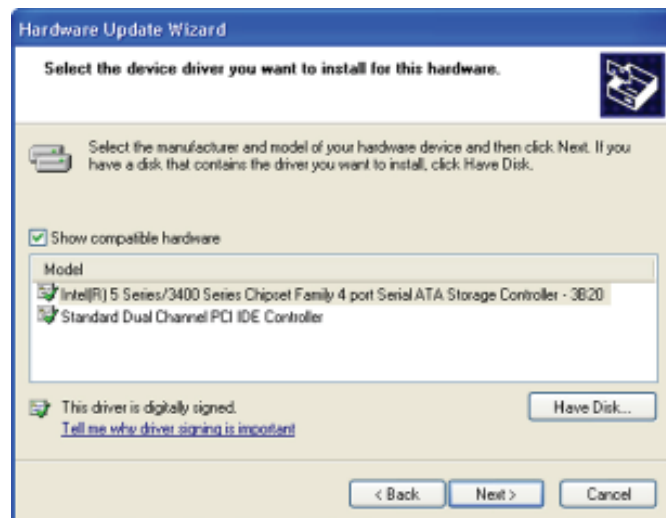 Hardware Update Wizard
Select the device driver you want to install for this hardware.
Select the manufacturer and model of your hardware device and then click Next. If you
have a disk that contains the driver you want to install, click Have Disk.
Show compatible hardware
Model
Intel(R) 5 Series/3400 Series Chipset Family 4 port Serial ATA Storage Controller - 3B20
Standard Dual Channel PCI IDE Controller
This driver is digitally signed.
Have Disk...
Tell me why driver signing is important
< Back
Next >
Cancel